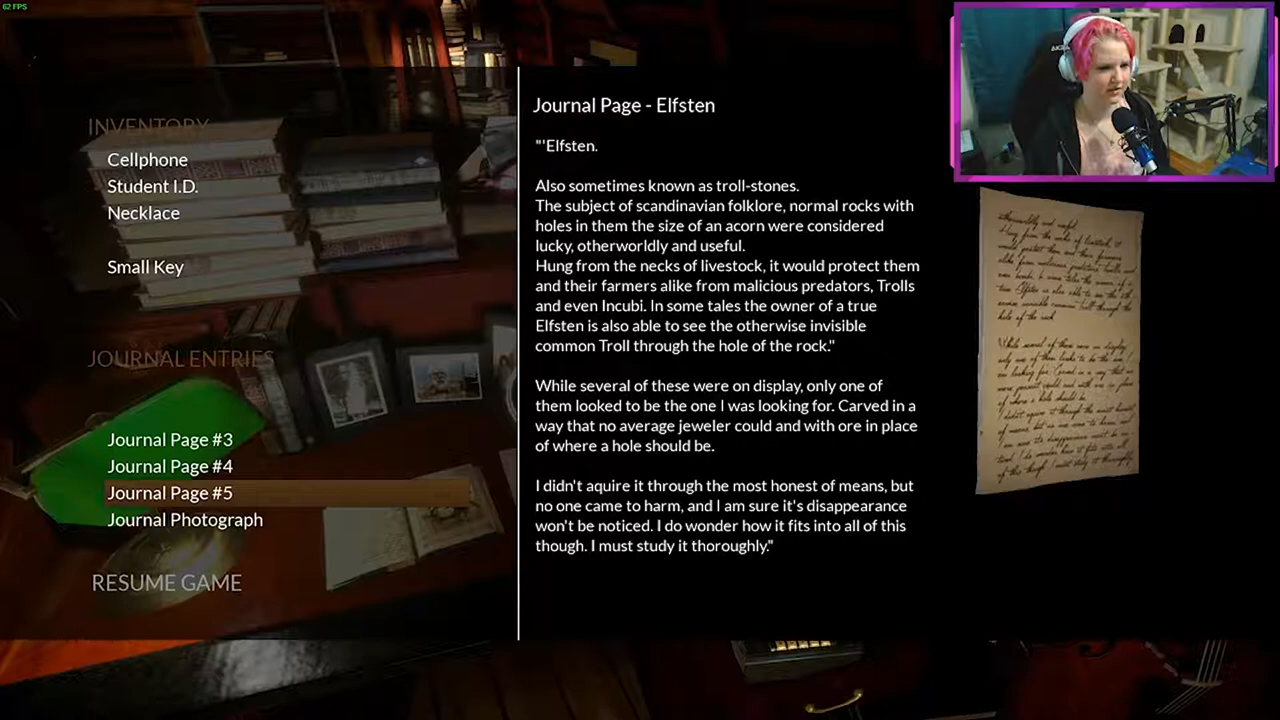 62 FPS
INVENTORY
Cellphone
Student I.D.
Necklace
Small Key
JOURNAL ENTRIES
Journal Page #3
Journal Page #4
Journal Page #5
Journal Photograph
RESUME GAME
Journal Page - Elfsten
"'Elfsten.
Also sometimes known as troll-stones.
The subject of scandinavian folklore, normal rocks with
holes in them the size of an acorn were considered
lucky, otherworldly and useful.
Hung from the necks of livestock, it would protect them
and their farmers alike from malicious predators, Trolls
and even Incubi. In some tales the owner of a true
Elfsten is also able to see the otherwise invisible
common Troll through the hole of the rock."
While several of these were on display, only one of
them looked to be the one I was looking for. Carved in a
way that no average jeweler could and with ore in place
of where a hole should be.
I didn't aquire it through the most honest of means, but
no one came to harm, and I am sure it's disappearance
won't be noticed. I do wonder how it fits into all of this
though. I must study it thoroughly."